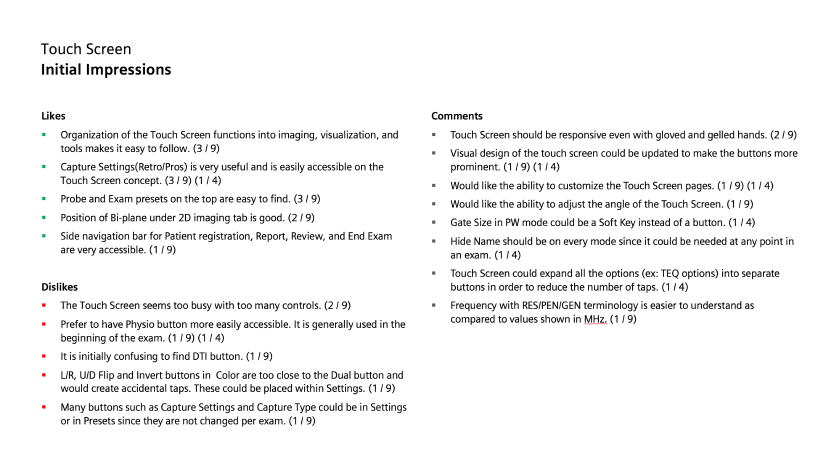 Touch Screen
Initial Impressions
Likes
Organization of the Touch Screen functions into imaging, visualization, and
tools makes it easy to follow. (3 / 9)
Capture Settings(Retro/Pros) is very useful and is easily accessible on the
Touch Screen concept. (3 / 9) (1 / 4)
Probe and Exam presets on the top are easy to find. (3 / 9)
Position of Bi-plane under 2D imaging tab is good. (2 / 9)
Side navigation bar for Patient registration, Report, Review, and End Exam
are very accessible. (1 / 9)
Dislikes
The Touch Screen seems too busy with too many controls. (2 / 9)
Prefer to have Physio button more easily accessible. It is generally used in the
beginning of the exam. (1 / 9) (1 / 4)
It is initially confusing to find DTI button. (1 / 9)
L/R, U/D Flip and Invert buttons in  Color are too close to the Dual button and
would create accidental taps. These could be placed within Settings. (1 / 9)
Many buttons such as Capture Settings and Capture Type could be in Settings
or in Presets since they are not changed per exam. (1 / 9)
Comments
Touch Screen should be responsive even with gloved and gelled hands. (2 / 9)
Visual design of the touch screen could be updated to make the buttons more
prominent. (1 / 9) (1 / 4)
Would like the ability to customize the Touch Screen pages. (1 / 9) (1 / 4)
Would like the ability to adjust the angle of the Touch Screen. (1 / 9)
Gate Size in PW mode could be a Soft Key instead of a button. (1 / 4)
Hide Name should be on every mode since it could be needed at any point in
an exam. (1 / 4)
Touch Screen could expand all the options (ex: TEQ options) into separate
buttons in order to reduce the number of taps. (1 / 4)
Frequency with RES/PEN/GEN terminology is easier to understand as
compared to values shown in MHz. (1 / 9)